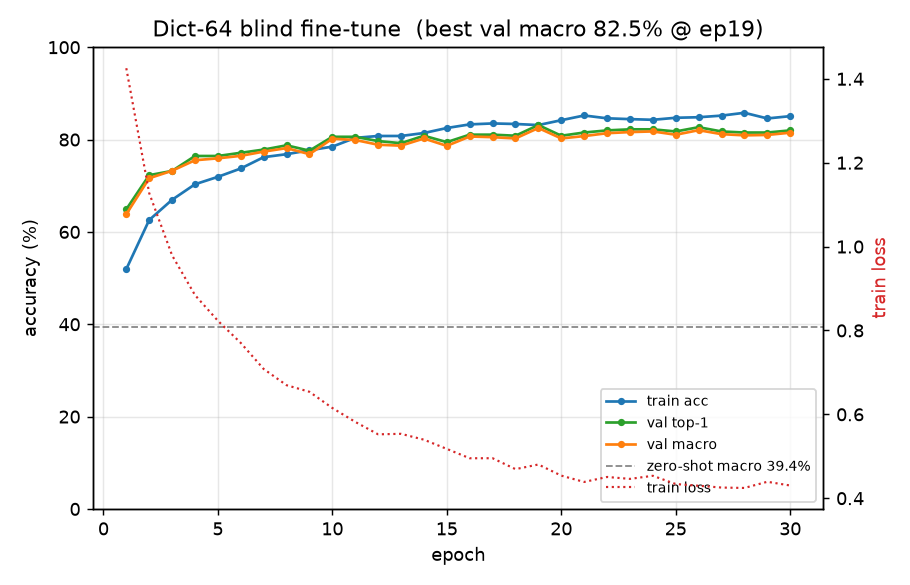 Dict-64 blind fine-tune (best val macro 82.5% @ ep19)
100
80
60
40
20
0
accuracy (%)
1.4
1.2
1.0
0.8
0.6
0.4
train loss
train acc
val top-1
val macro
zero-shot macro 39.4%
train loss
0 5 10 15 20 25 30
epoch